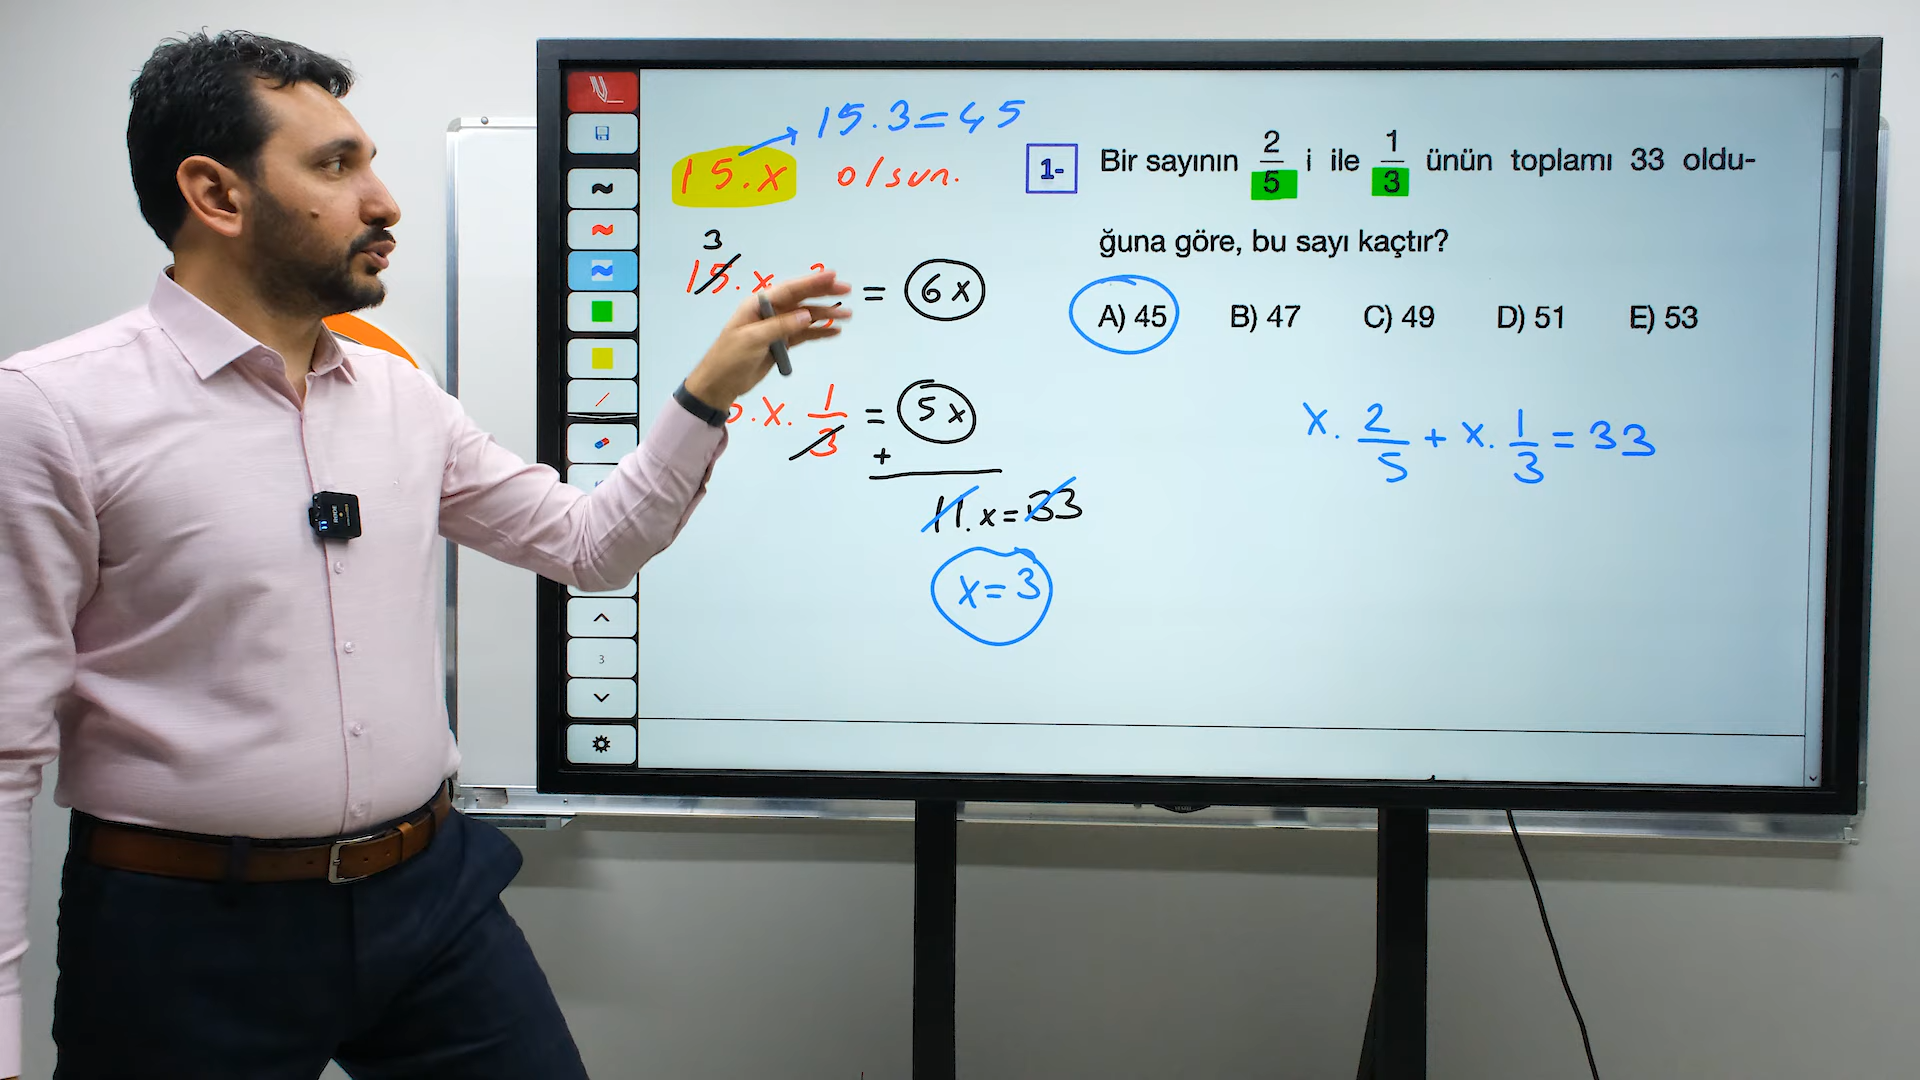 15.3=45
15.x olsun.
1- Bir sayının 2/5 i ile 1/3 ünün toplamı 33 oldu-
ğuna göre, bu sayı kaçtır?
A) 45 B) 47 C) 49 D) 51 E) 53
3
15.x = 6x
.x. 1/3 = 5x
+
11.x=33
x=3
x. 2/5 + x. 1/3 = 33
3